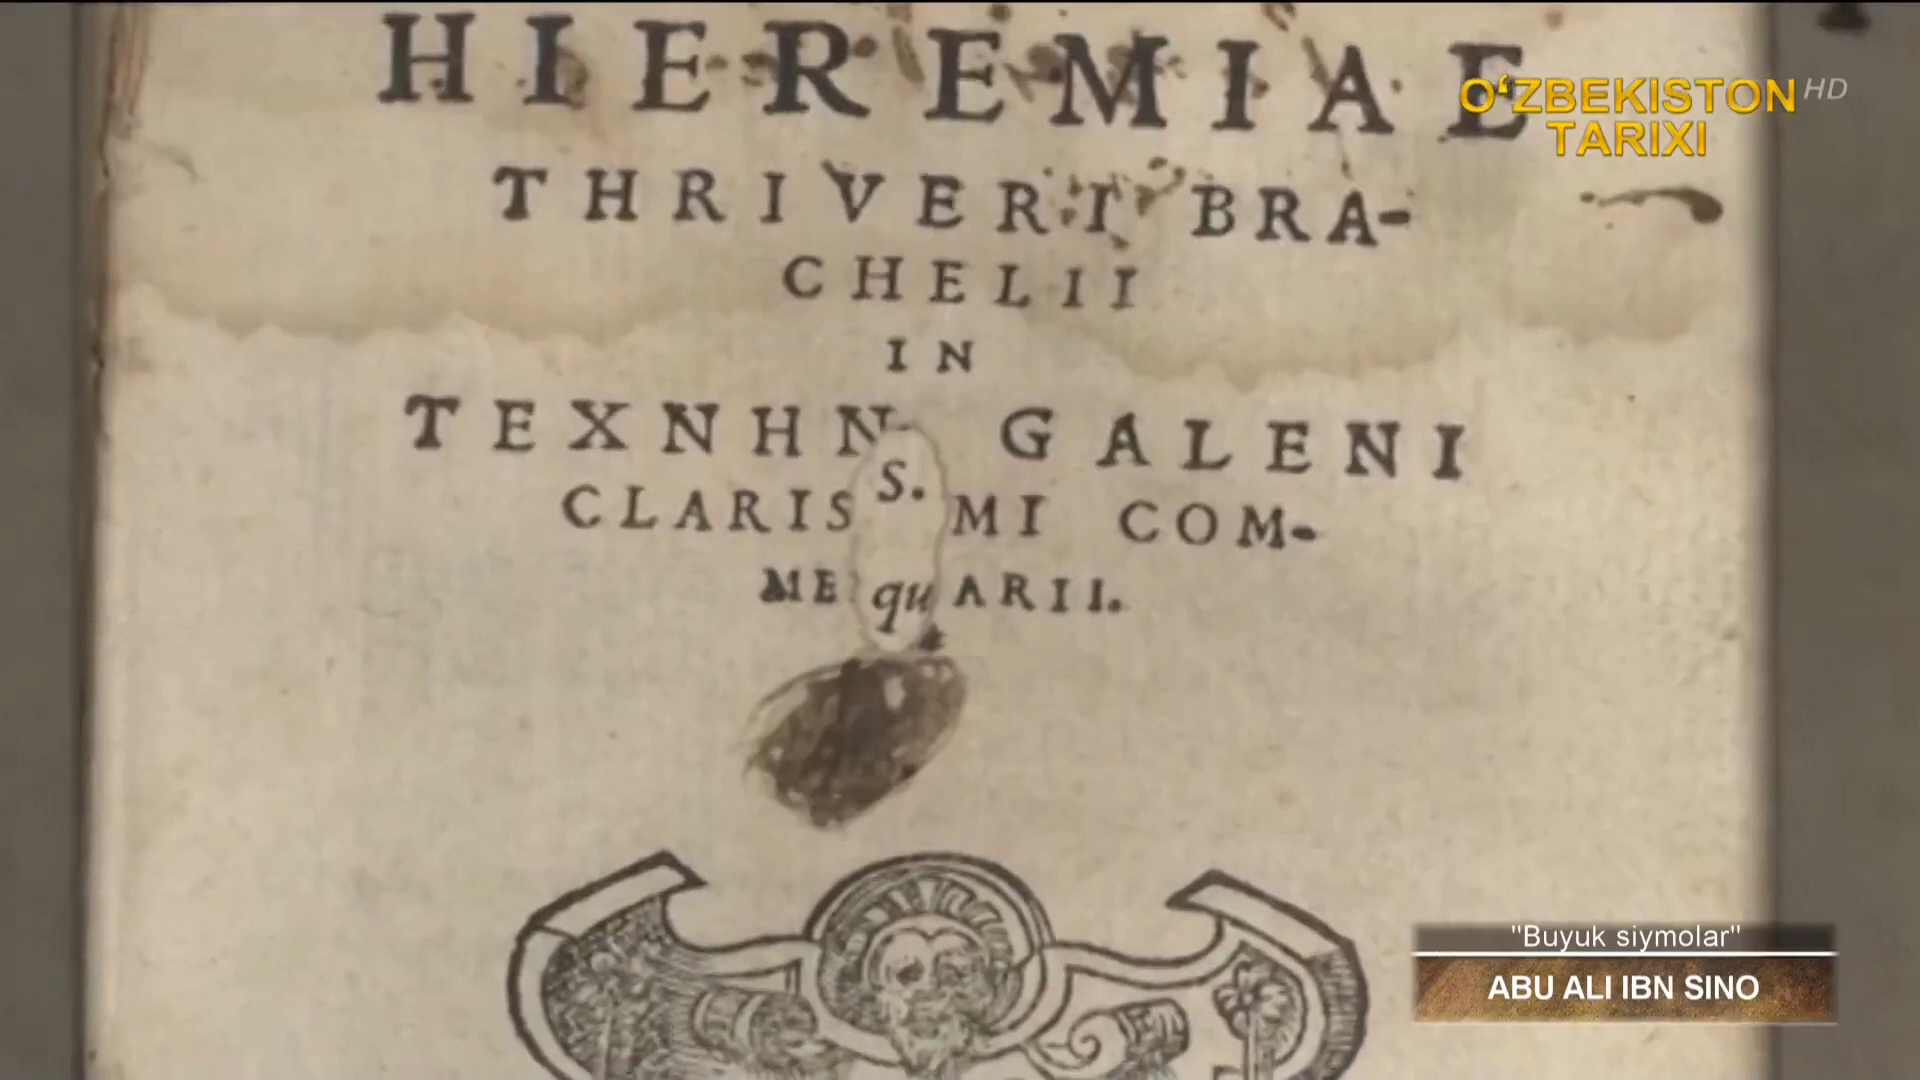 HIEREMIAE
THRIVERI BRA-
CHELII
IN
TEXNHN GALENI
S.
CLARIS MI COM-
ME qu ARII.
O‘ZBEKISTON HD
TARIXI
"Buyuk siymolar"
ABU ALI IBN SINO